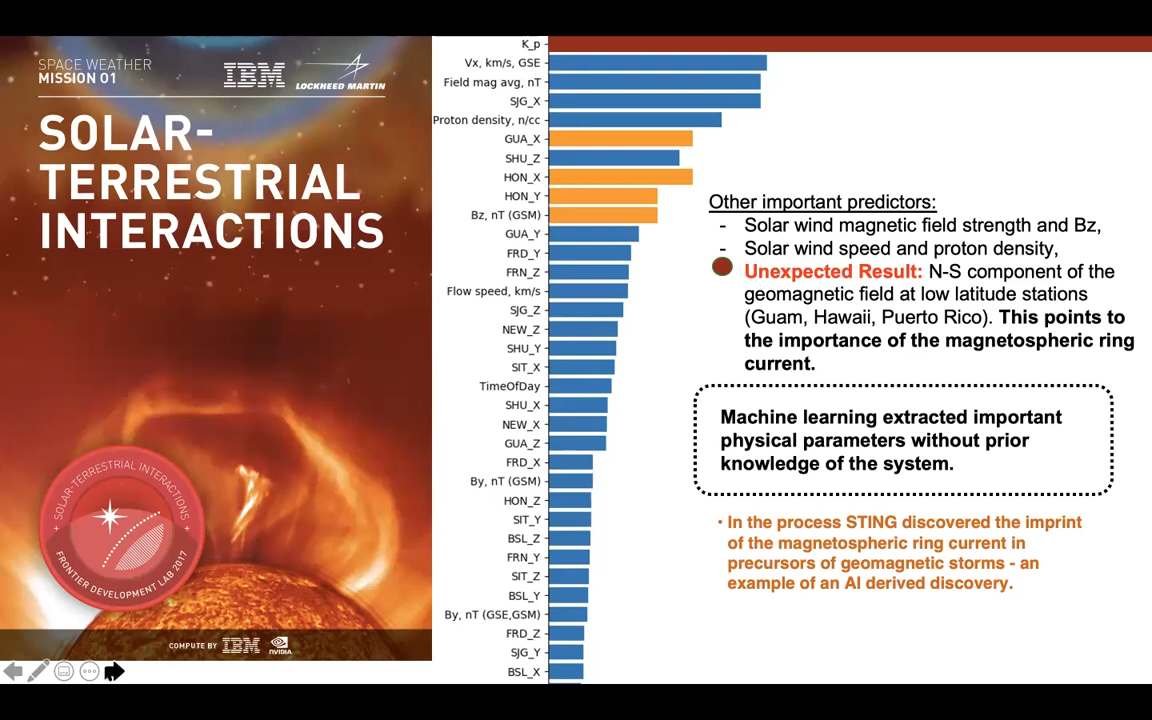 SPACE WEATHER
MISSION 01
IBM
LOCKHEED MARTIN
SOLAR-
TERRESTRIAL
INTERACTIONS
SOLAR-TERRESTRIAL INTERACTIONS
FRONTIER DEVELOPMENT LAB 2017
COMPUTE BY IBM NVIDIA
K_p
Vx, km/s, GSE
Field mag avg, nT
SJG_X
Proton density, n/cc
GUA_X
SHU_Z
HON_X
HON_Y
Bz, nT (GSM)
GUA_Y
FRD_Y
FRN_Z
Flow speed, km/s
SJG_Z
NEW_Z
SHU_Y
SIT_X
TimeOfDay
SHU_X
NEW_X
GUA_Z
FRD_X
By, nT (GSM)
HON_Z
SIT_Y
BSL_Z
FRN_Y
SIT_Z
BSL_Y
By, nT (GSE,GSM)
FRD_Z
SJG_Y
BSL_X
Other important predictors:
- Solar wind magnetic field strength and Bz,
- Solar wind speed and proton density,
Unexpected Result: N-S component of the
geomagnetic field at low latitude stations
(Guam, Hawaii, Puerto Rico). This points to
the importance of the magnetospheric ring
current.
Machine learning extracted important
physical parameters without prior
knowledge of the system.
• In the process STING discovered the imprint
of the magnetospheric ring current in
precursors of geomagnetic storms - an
example of an AI derived discovery.